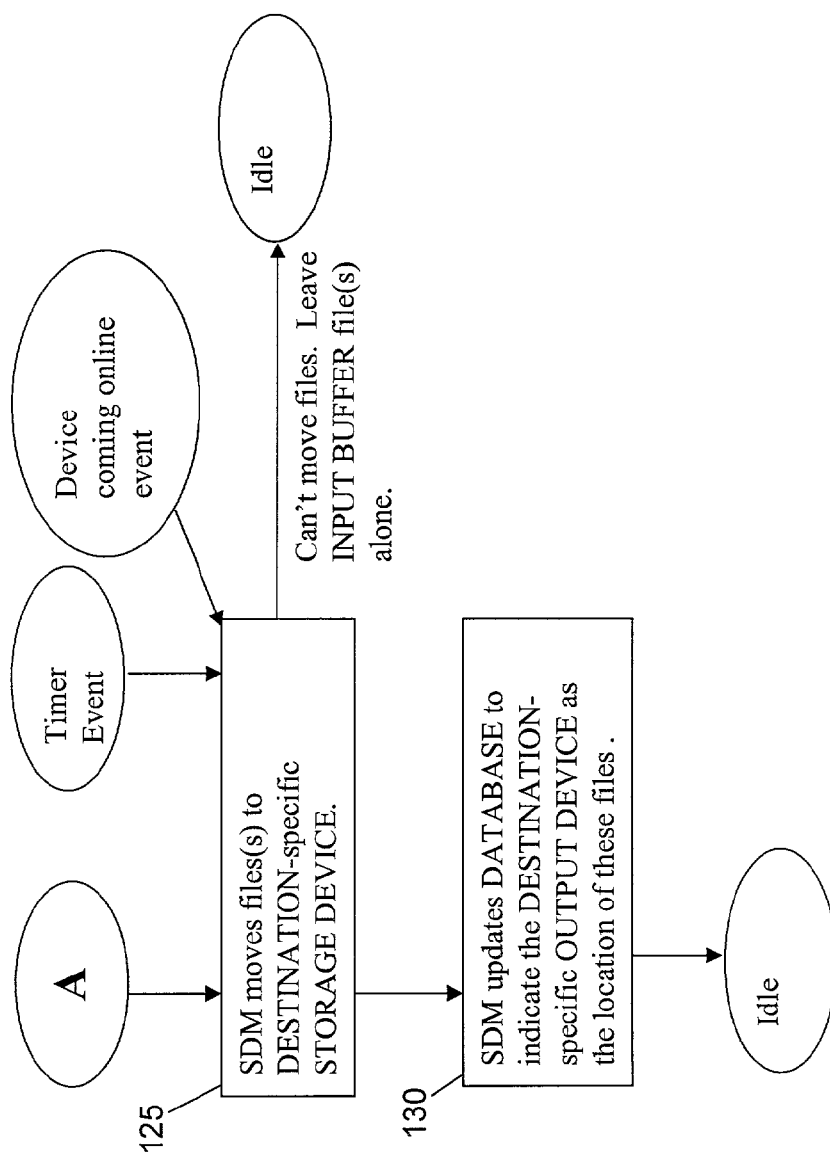 A
Timer
Event
Device
coming online
event
125
SDM moves files(s) to
DESTINATION-specific
STORAGE DEVICE.
Can't move files. Leave
INPUT BUFFER file(s)
alone.
Idle
130
SDM updates DATABASE to
indicate the DESTINATION-
specific OUTPUT DEVICE as
the location of these files .
Idle